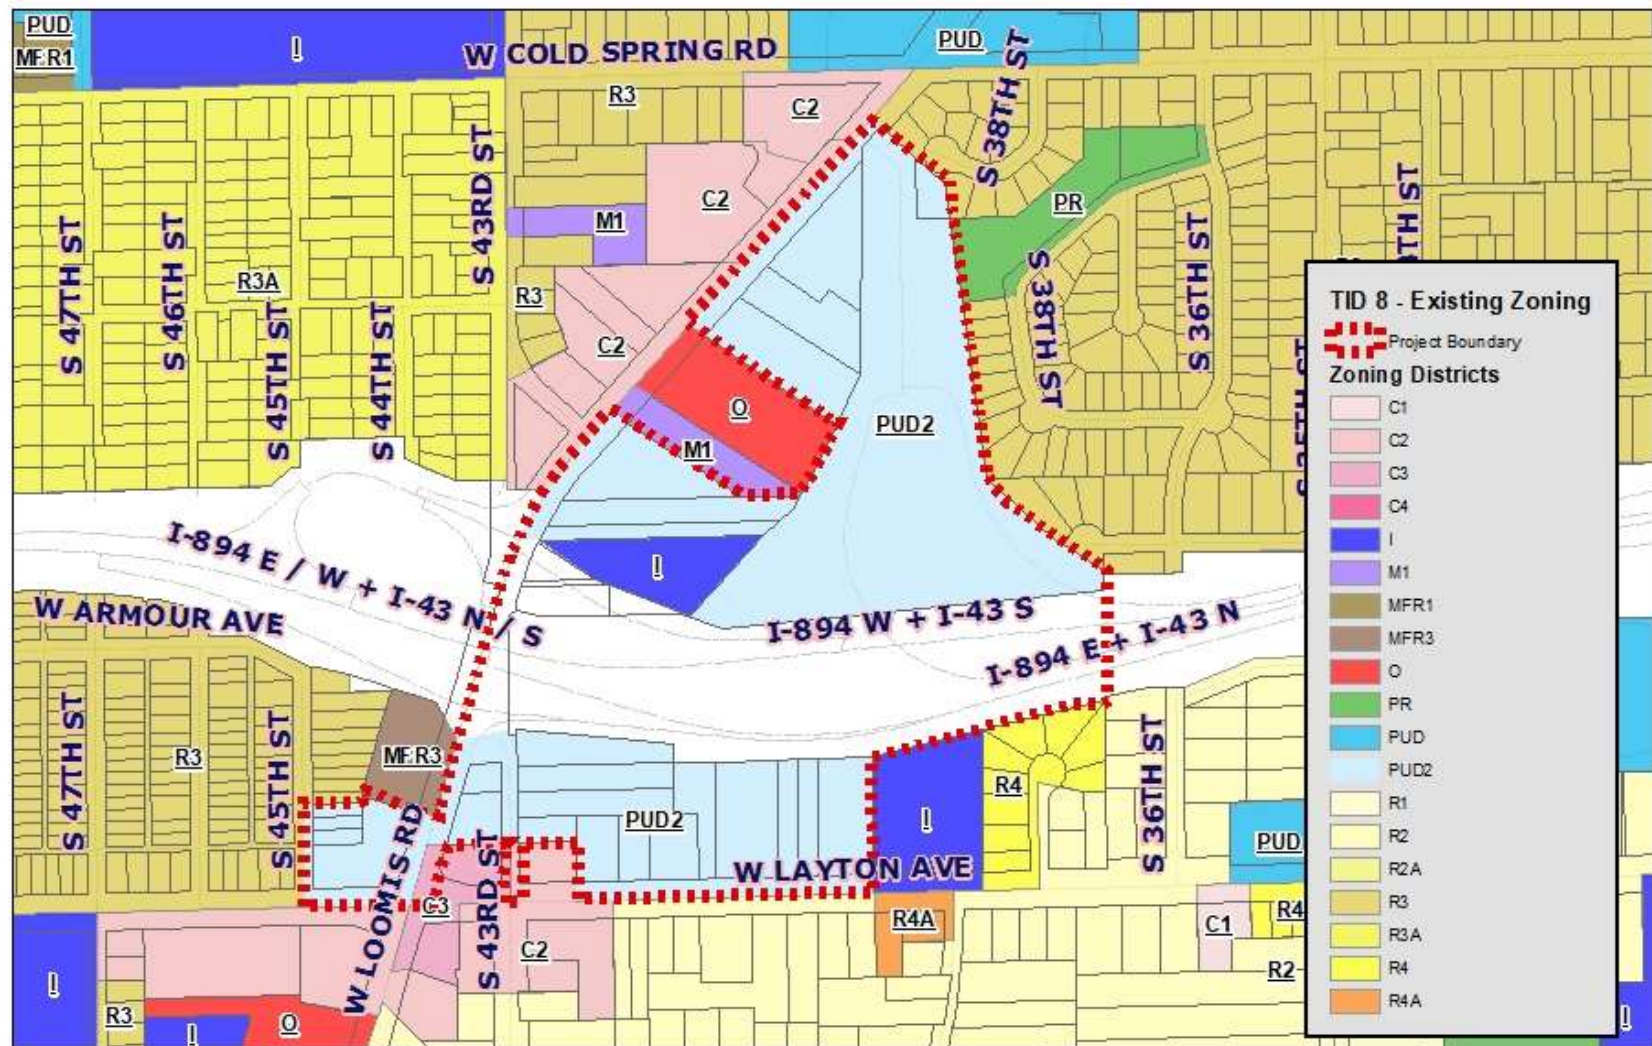 PUD
I
W COLD SPRING RD
PUD
MFR1
S 38TH ST
R3
C2
S 43RD ST
C2
PR
M1
S 47TH ST
S 46TH ST
R3A
R3
S 38TH ST
S 36TH ST
S 45TH ST
S 44TH ST
C2
O
PUD2
M1
I-894 E / W + I-43 N / S
I
W ARMOUR AVE
I-894 W + I-43 S
I-894 E + I-43 N
S 47TH ST
R3
S 45TH ST
MFR3
S 36TH ST
R4
PUD2
I
PUD
W LOOMIS RD
S 43RD ST
W LAYTON AVE
C3
R4A
C1
R4
C2
R2
I
R3
I
O
I
TID 8 - Existing Zoning
Project Boundary
Zoning Districts
C1
C2
C3
C4
I
M1
MFR1
MFR3
O
PR
PUD
PUD2
R1
R2
R2A
R3
R3A
R4
R4A